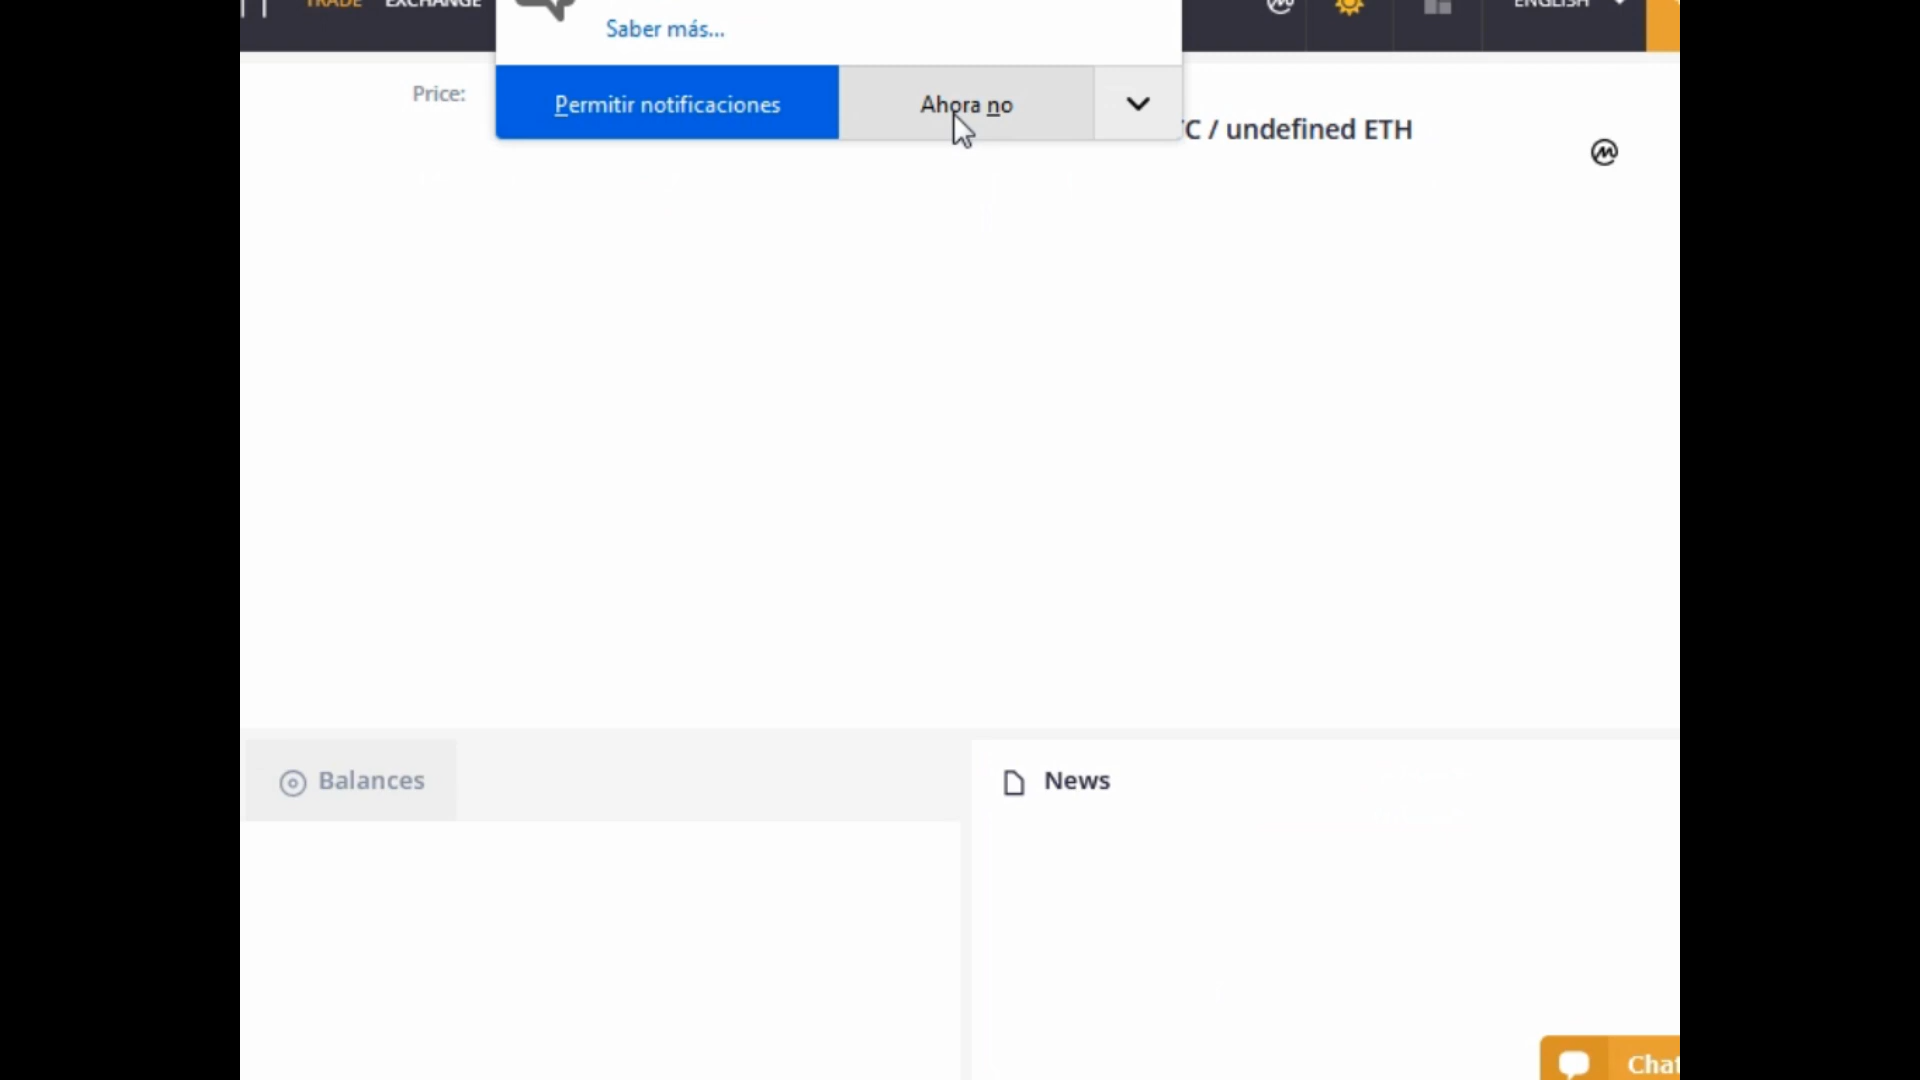 TRADE EXCHANGE
ENGLISH
Saber más...
Permitir notificaciones
Ahora no
Price:
C / undefined ETH
Balances
News
Chat